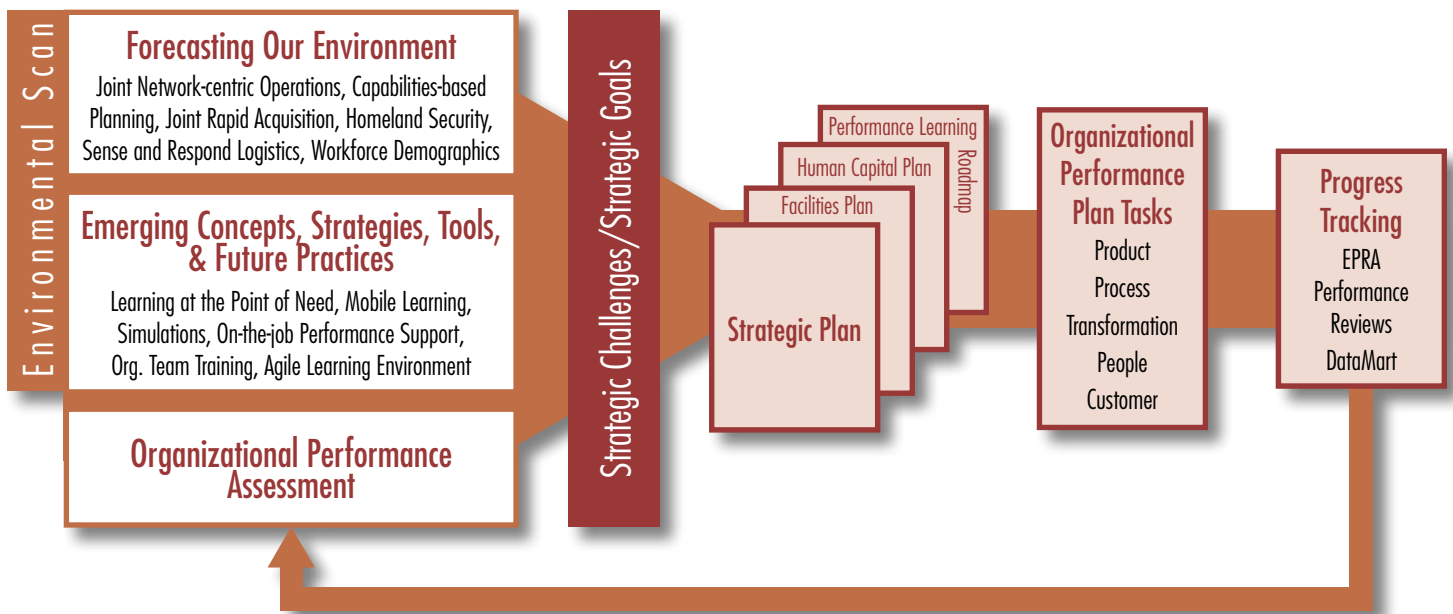 Environmental Scan
Forecasting Our Environment
Joint Network-centric Operations, Capabilities-based
Planning, Joint Rapid Acquisition, Homeland Security,
Sense and Respond Logistics, Workforce Demographics
Emerging Concepts, Strategies, Tools,
& Future Practices
Learning at the Point of Need, Mobile Learning,
Simulations, On-the-job Performance Support,
Org. Team Training, Agile Learning Environment
Organizational Performance
Assessment
Strategic Challenges/Strategic Goals
Performance Learning
Roadmap
Human Capital Plan
Facilities Plan
Strategic Plan
Organizational
Performance
Plan Tasks
Product
Process
Transformation
People
Customer
Progress
Tracking
EPRA
Performance
Reviews
DataMart